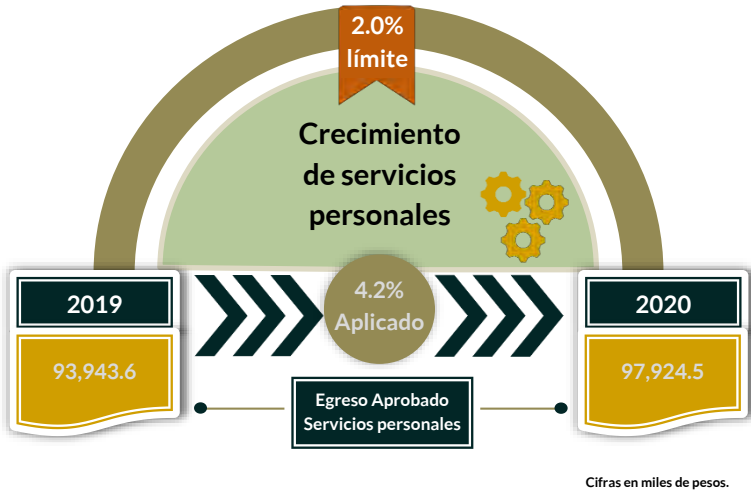 2.0%
límite
Crecimiento
de servicios
personales
2019
4.2%
Aplicado
2020
93,943.6
97,924.5
Egreso Aprobado
Servicios personales
Cifras en miles de pesos.